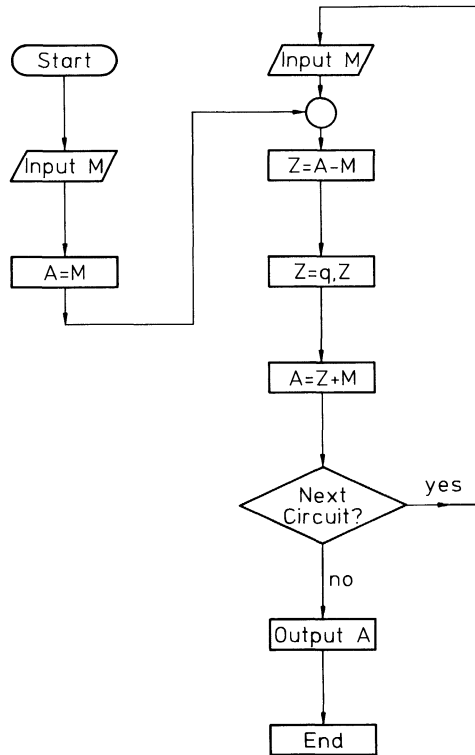 Start
Input M
A=M
Input M
Z=A-M
Z=q,Z
A=Z+M
Next
Circuit?
yes
no
Output A
End